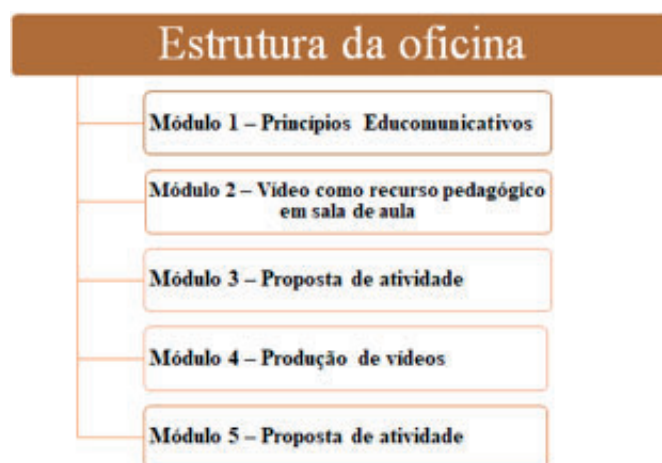 Estrutura da oficina
Módulo 1 – Princípios Educomunicativos
Módulo 2 – Vídeo como recurso pedagógico
em sala de aula
Módulo 3 – Proposta de atividade
Módulo 4 – Produção de vídeos
Módulo 5 – Proposta de atividade